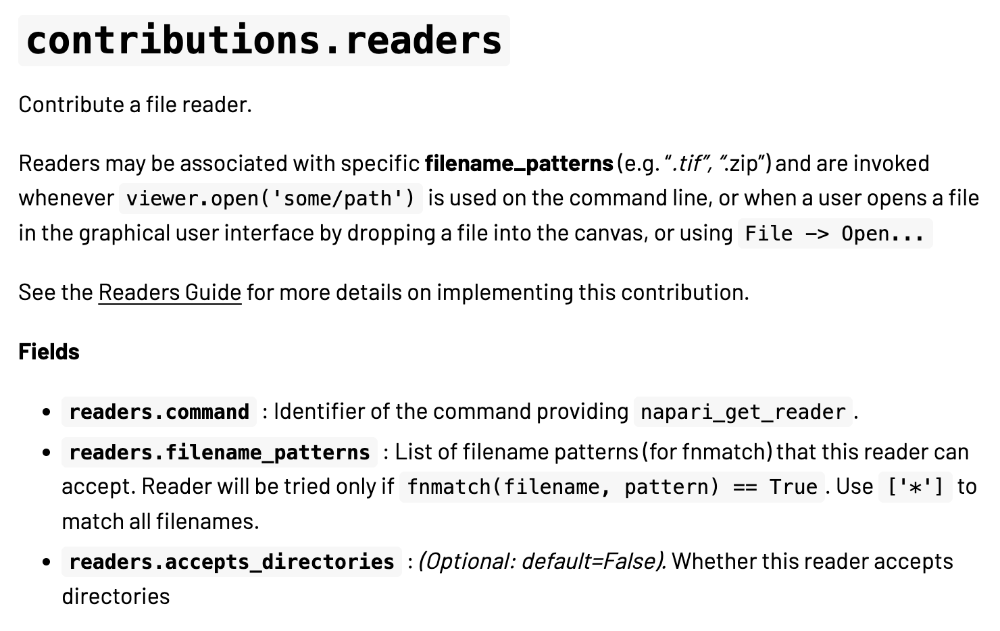 contributions.readers
Contribute a file reader.
Readers may be associated with specific filename_patterns (e.g. “.tif”, “.zip”) and are invoked
whenever viewer.open('some/path') is used on the command line, or when a user opens a file
in the graphical user interface by dropping a file into the canvas, or using File -> Open...
See the Readers Guide for more details on implementing this contribution.
Fields
• readers.command : Identifier of the command providing napari_get_reader.
• readers.filename_patterns : List of filename patterns (for fnmatch) that this reader can
accept. Reader will be tried only if fnmatch(filename, pattern) == True. Use ['*'] to
match all filenames.
• readers.accepts_directories : (Optional: default=False). Whether this reader accepts
directories